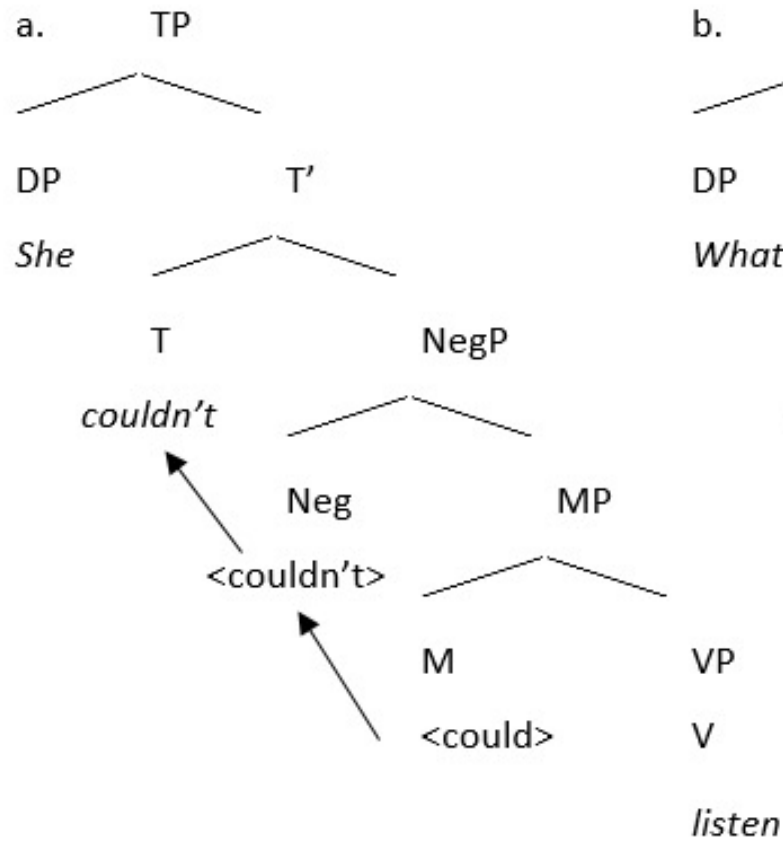 a. TP b.
DP T’ DP
She What
T NegP
couldn’t
Neg MP
<couldn’t>
M VP
<could> V
listen